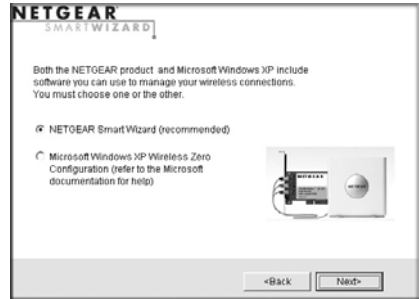 NETGEAR
SMARTWIZARD
Both the NETGEAR product and Microsoft Windows XP include
software you can use to manage your wireless connections.
You must choose one or the other.
NETGEAR Smart Wizard (recommended)
Microsoft Windows XP Wireless Zero
Configuration (refer to the Microsoft
documentation for help)
NETGEAR
<Back
Next>